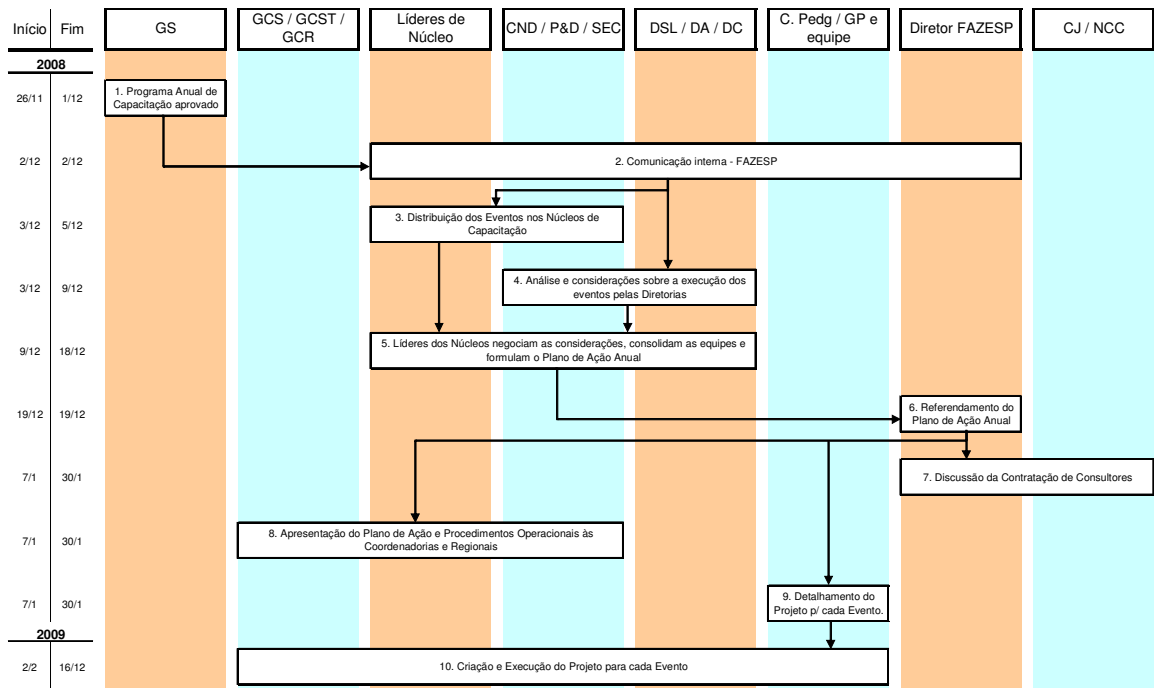 Início Fim GS GCS / GCST / GCR Líderes de Núcleo CND / P&D / SEC DSL / DA / DC C. Pedg / GP e equipe Diretor FAZESP CJ / NCC
2008
26/11 1/12
1. Programa Anual de
Capacitação aprovado
2/12 2/12
2. Comunicação interna - FAZESP
3/12 5/12
3. Distribuição dos Eventos nos Núcleos de
Capacitação
3/12 9/12
4. Análise e considerações sobre a execução dos
eventos pelas Diretorias
9/12 18/12
5. Líderes dos Núcleos negociam as considerações, consolidam as equipes e
formulam o Plano de Ação Anual
19/12 19/12
6. Referendamento do
Plano de Ação Anual
7/1 30/1
7. Discussão da Contratação de Consultores
7/1 30/1
8. Apresentação do Plano de Ação e Procedimentos Operacionais às
Coordenadorias e Regionais
7/1 30/1
9. Detalhamento do
Projeto p/ cada Evento.
2009
2/2 16/12
10. Criação e Execução do Projeto para cada Evento